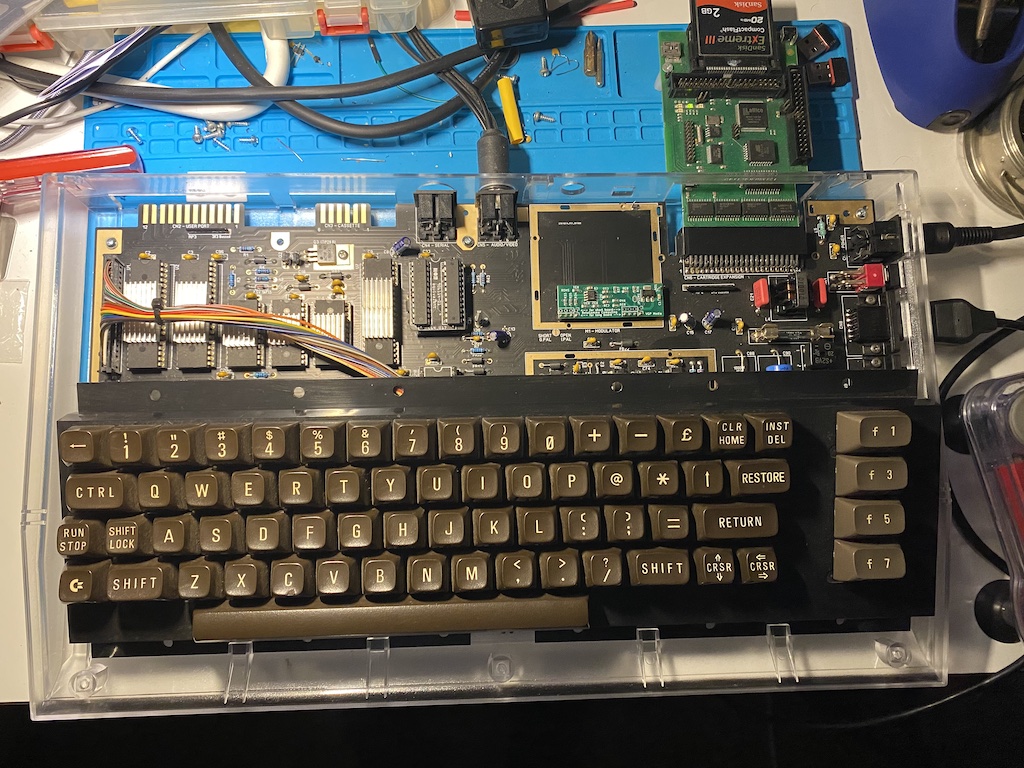 SanDisk
Extreme III
CompactFlash
2GB
20MB/s
CN2 - USER PORT
CN3 - CASSETTE
CN4 - SERIAL
CN5 - AUDIO/VIDEO
CN6 - CARTRIDGE EXPANSION
M1 - MODULATOR
← ! 1 " 2 # 3 $ 4 % 5 & 6 ' 7 ( 8 ) 9 0 + − £ CLR HOME INST DEL f 1
CTRL Q W E R T Y U I O P @ * ↑ RESTORE f 3
RUN STOP SHIFT LOCK A S D F G H J K L [ : ] ; = RETURN f 5
C= SHIFT Z X C V B N M < , > . ? / SHIFT ⇑ CRSR ⇓ ⇐ CRSR ⇒ f 7